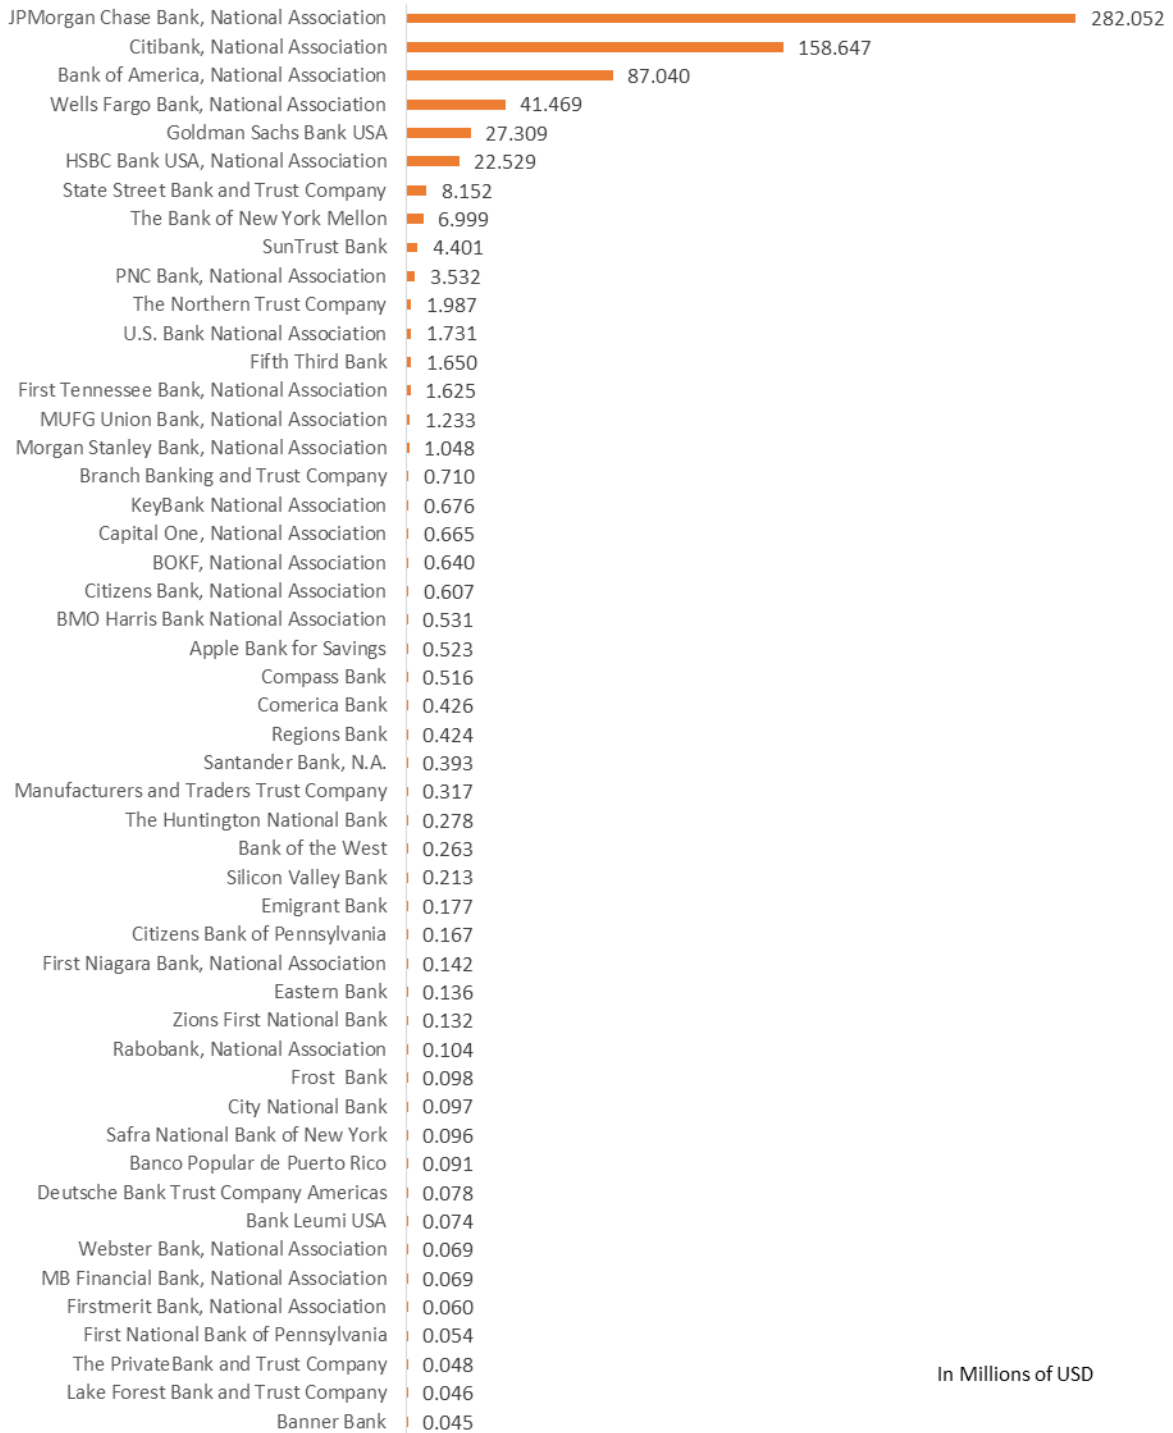 JPMorgan Chase Bank, National Association 282.052
Citibank, National Association 158.647
Bank of America, National Association 87.040
Wells Fargo Bank, National Association 41.469
Goldman Sachs Bank USA 27.309
HSBC Bank USA, National Association 22.529
State Street Bank and Trust Company 8.152
The Bank of New York Mellon 6.999
SunTrust Bank 4.401
PNC Bank, National Association 3.532
The Northern Trust Company 1.987
U.S. Bank National Association 1.731
Fifth Third Bank 1.650
First Tennessee Bank, National Association 1.625
MUFG Union Bank, National Association 1.233
Morgan Stanley Bank, National Association 1.048
Branch Banking and Trust Company 0.710
KeyBank National Association 0.676
Capital One, National Association 0.665
BOKF, National Association 0.640
Citizens Bank, National Association 0.607
BMO Harris Bank National Association 0.531
Apple Bank for Savings 0.523
Compass Bank 0.516
Comerica Bank 0.426
Regions Bank 0.424
Santander Bank, N.A. 0.393
Manufacturers and Traders Trust Company 0.317
The Huntington National Bank 0.278
Bank of the West 0.263
Silicon Valley Bank 0.213
Emigrant Bank 0.177
Citizens Bank of Pennsylvania 0.167
First Niagara Bank, National Association 0.142
Eastern Bank 0.136
Zions First National Bank 0.132
Rabobank, National Association 0.104
Frost Bank 0.098
City National Bank 0.097
Safra National Bank of New York 0.096
Banco Popular de Puerto Rico 0.091
Deutsche Bank Trust Company Americas 0.078
Bank Leumi USA 0.074
Webster Bank, National Association 0.069
MB Financial Bank, National Association 0.069
Firstmerit Bank, National Association 0.060
First National Bank of Pennsylvania 0.054
The PrivateBank and Trust Company 0.048
In Millions of USD
Lake Forest Bank and Trust Company 0.046
Banner Bank 0.045